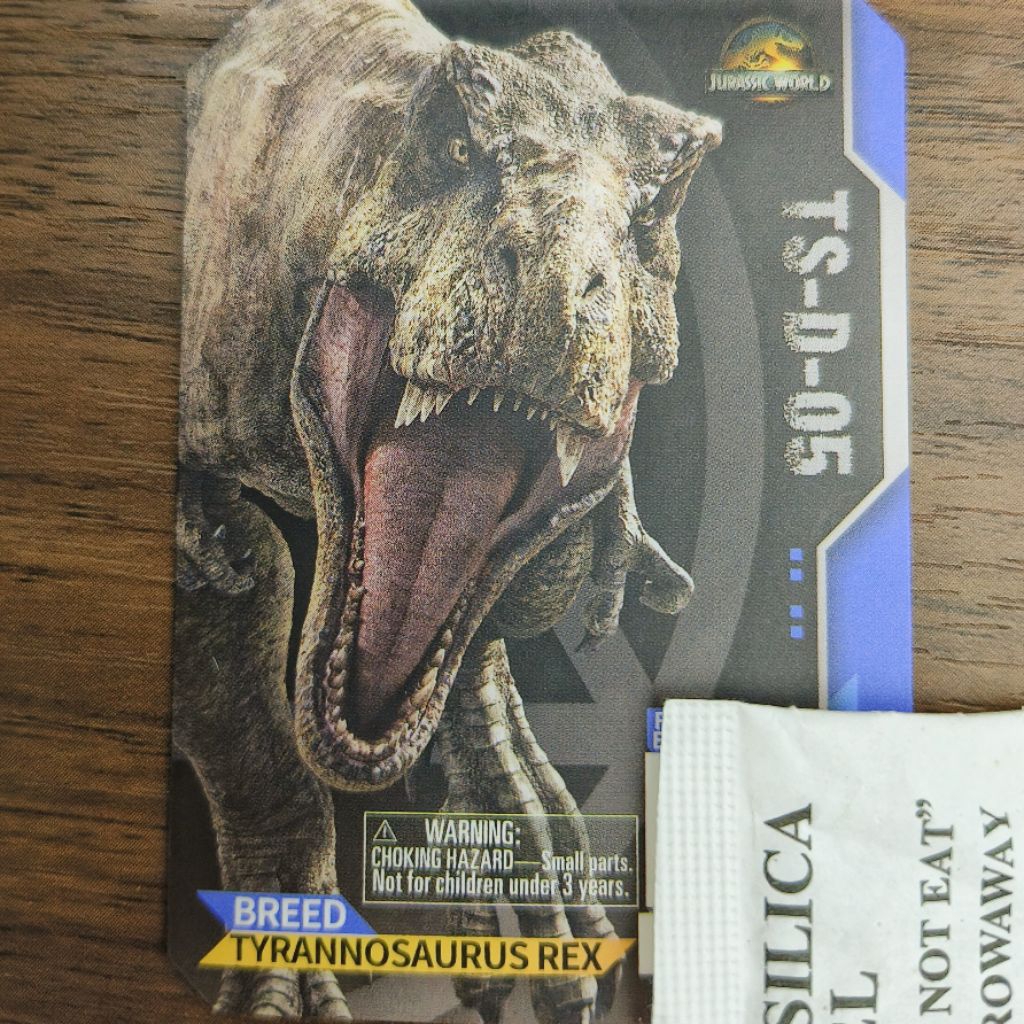 JURASSIC WORLD
TS-D-05
WARNING:
CHOKING HAZARD—Small parts.
Not for children under 3 years.
BREED
TYRANNOSAURUS REX
SILICA
NOT EAT”